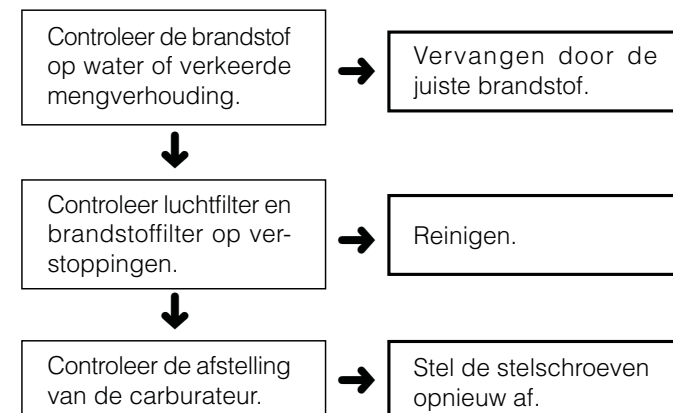 Controleer de brandstof
op water of verkeerde
mengverhouding.
Vervangen door de
juiste brandstof.
Controleer luchtfilter en
brandstoffilter op ver-
stoppingen.
Reinigen.
Controleer de afstelling
van de carburateur.
Stel de stelschroeven
opnieuw af.